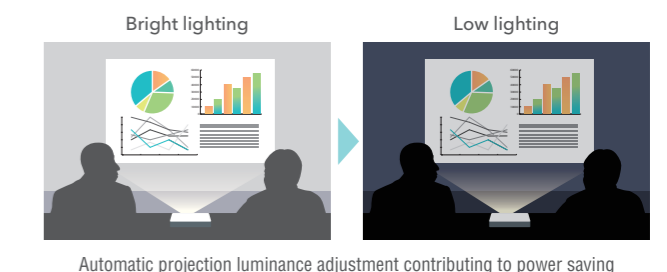 Bright lighting
Low lighting
Automatic projection luminance adjustment contributing to power saving